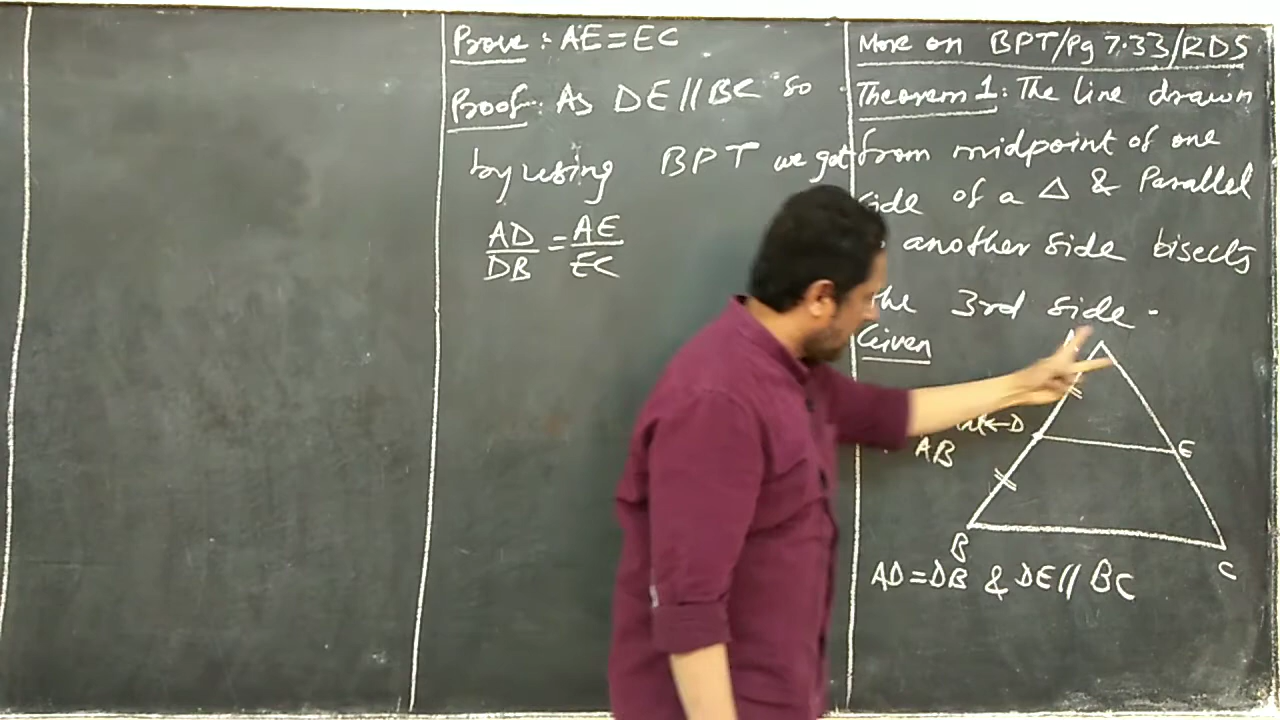 Prove : AE = EC
Proof : As DE // BC so
by using BPT we get
AD/DB = AE/EC
More on BPT/Pg 7.33/RDS
Theorem 1 : The line drawn
from midpoint of one
side of a △ & Parallel
another side bisects
the 3rd side -
Given
←D
AB
E
B
C
AD = DB & DE // BC